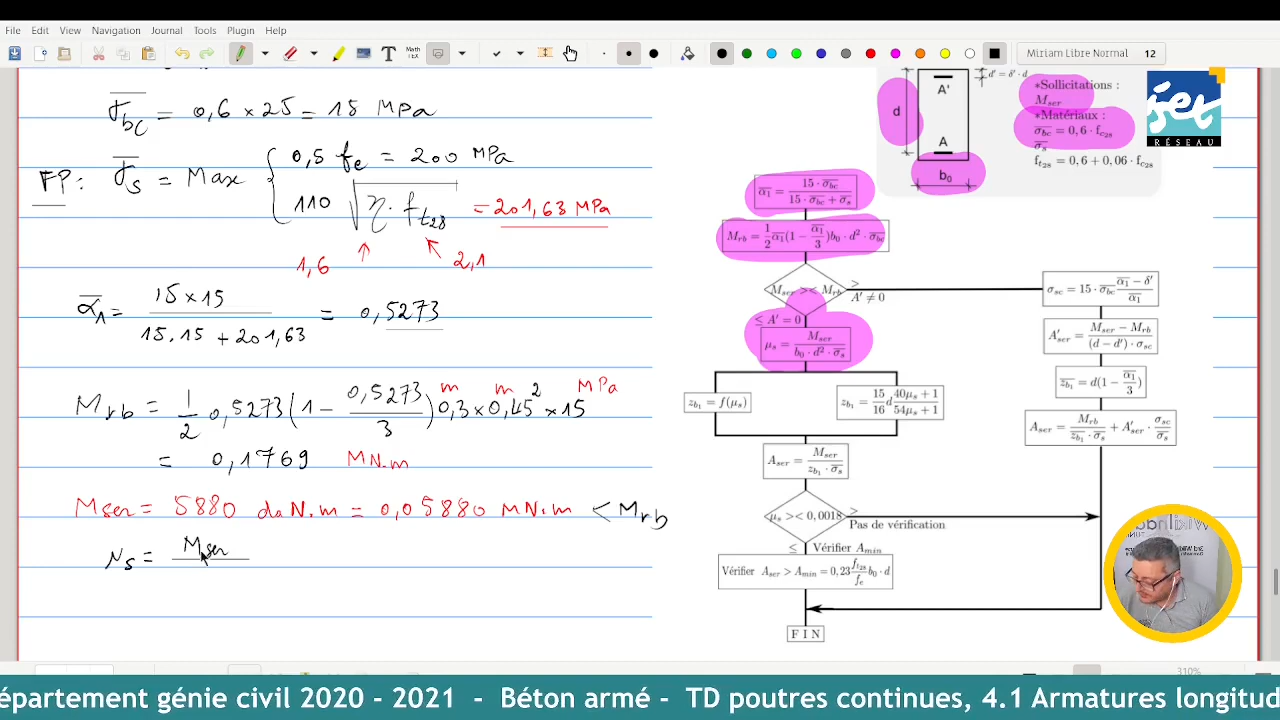 File Edit View Navigation Journal Tools Plugin Help
Miriam Libre Normal 12
σ̄bc = 0,6 × 25 = 15 MPa
FP: σ̄s = Max { 0,5 fe = 200 MPa
110 √(η · ft28) = 201,63 MPa
1,6 2,1
ᾱ1 = (15 × 15) / (15.15 + 201,63) = 0,5273
Mrb = 1/2 0,5273 (1 - 0,5273/3) 0,3 m × 0,45² m × 15 MPa
= 0,1769 MN.m
Mser = 5880 daN.m = 0,05880 MN.m < Mrb
μs = Mser
A'
d' = δ' · d
d
A
b0
*Sollicitations :
Mser
*Matériaux :
σ̄bc = 0,6 · fc28
σ̄s
ft28 = 0,6 + 0,06 · fc28
iset
RÉSEAU
ᾱ1 = 15 · σ̄bc / (15 · σ̄bc + σ̄s)
Mrb = 1/2 ᾱ1(1 − ᾱ1/3)b0 · d² · σ̄bc
Mser >< Mrb
>
A' ≠ 0
≤ A' = 0
μs = Mser / (b0 · d² · σ̄s)
zb1 = f(μs)
zb1 = 15/16 d (40μs + 1)/(54μs + 1)
Aser = Mser / (zb1 · σ̄s)
μs >< 0,0018
>
Pas de vérification
≤ Vérifier Amin
Vérifier Aser > Amin = 0,23 ft28/fe b0 · d
F I N
σsc = 15 · σ̄bc (ᾱ1 − δ')/ᾱ1
A'ser = (Mser − Mrb) / ((d − d') · σsc)
z̄b1 = d(1 − ᾱ1/3)
Aser = Mrb / (z̄b1 · σ̄s) + A'ser · σsc/σ̄s
310%
épartement génie civil 2020 - 2021 - Béton armé - TD poutres continues, 4.1 Armatures longitud